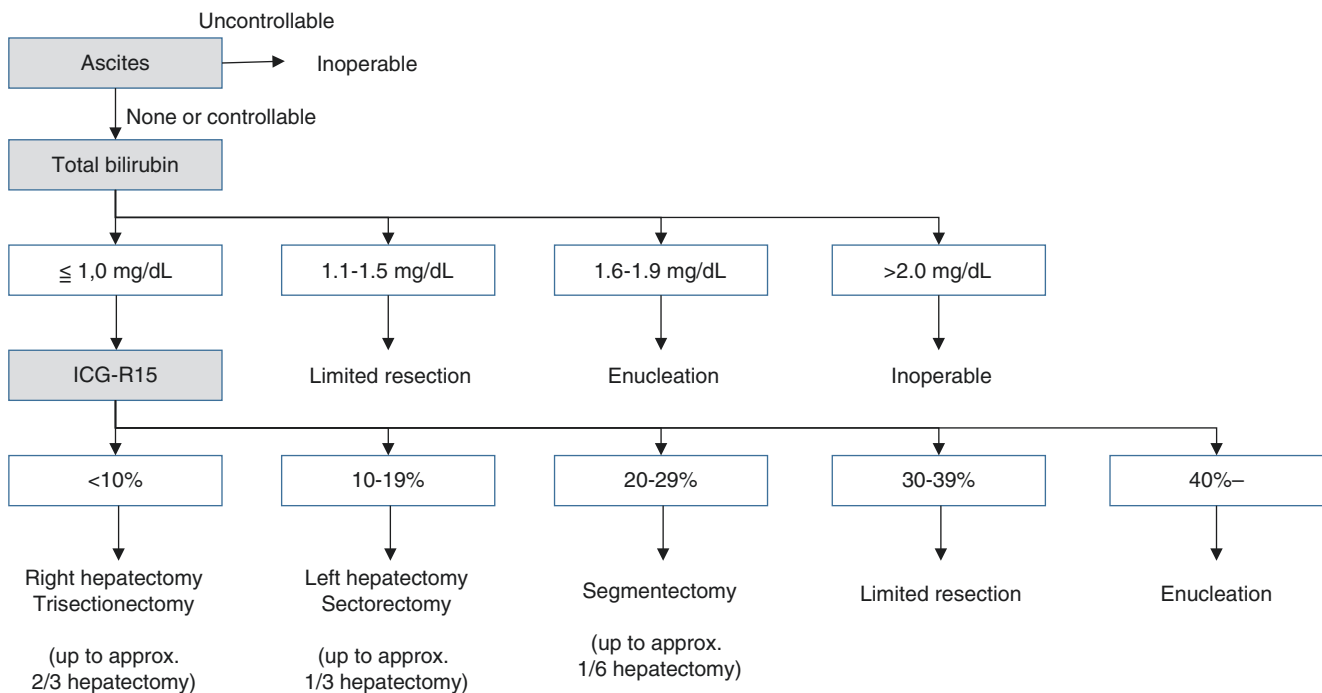 Uncontrollable
Ascites
Inoperable
None or controllable
Total bilirubin
≦ 1,0 mg/dL
1.1-1.5 mg/dL
1.6-1.9 mg/dL
>2.0 mg/dL
ICG-R15
Limited resection
Enucleation
Inoperable
<10%
10-19%
20-29%
30-39%
40%–
Right hepatectomy
Trisectionectomy
(up to approx.
2/3 hepatectomy)
Left hepatectomy
Sectorectomy
(up to approx.
1/3 hepatectomy)
Segmentectomy
(up to approx.
1/6 hepatectomy)
Limited resection
Enucleation